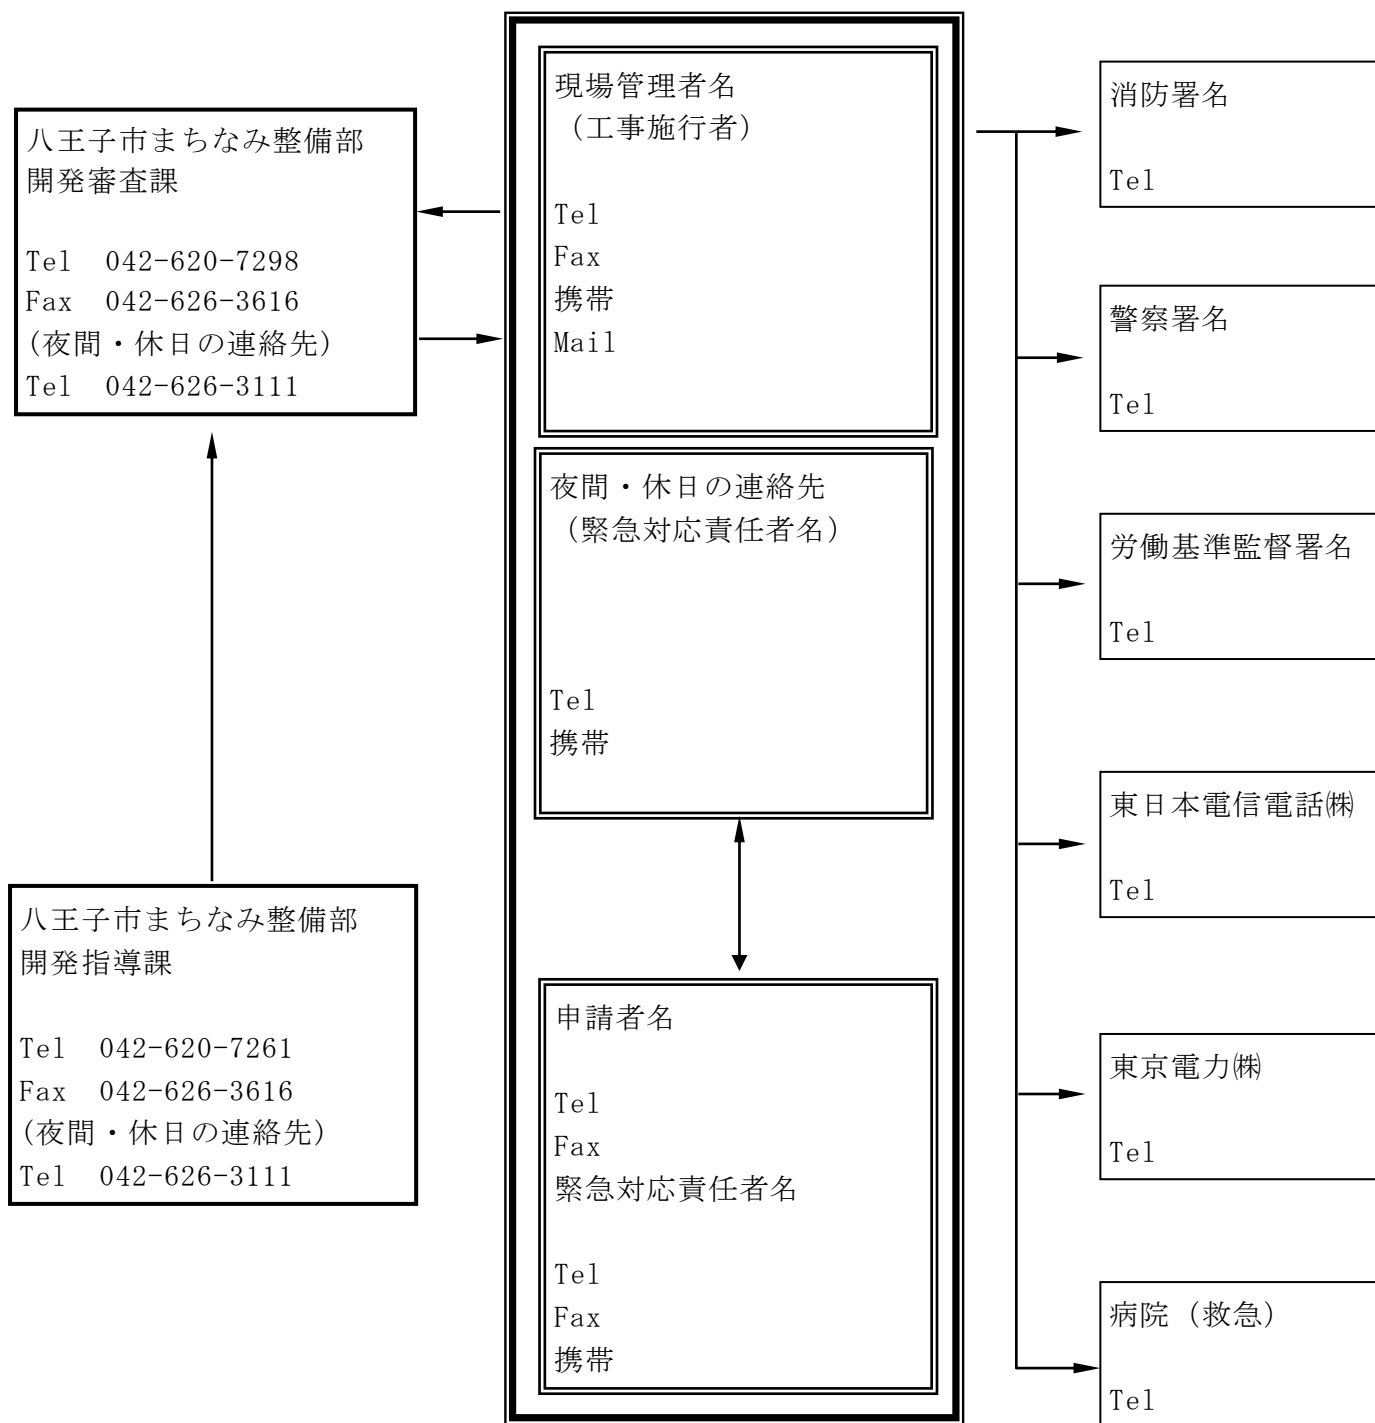 八王子市まちなみ整備部
開発審査課
Tel 042-620-7298
Fax 042-626-3616
(夜間・休日の連絡先)
Tel 042-626-3111
八王子市まちなみ整備部
開発指導課
Tel 042-620-7261
Fax 042-626-3616
(夜間・休日の連絡先)
Tel 042-626-3111
現場管理者名
(工事施行者)
Tel
Fax
携帯
Mail
夜間・休日の連絡先
(緊急対応責任者名)
Tel
携帯
申請者名
Tel
Fax
緊急対応責任者名
Tel
Fax
携帯
消防署名
Tel
警察署名
Tel
労働基準監督署名
Tel
東日本電信電話㈱
Tel
東京電力㈱
Tel
病院(救急)
Tel